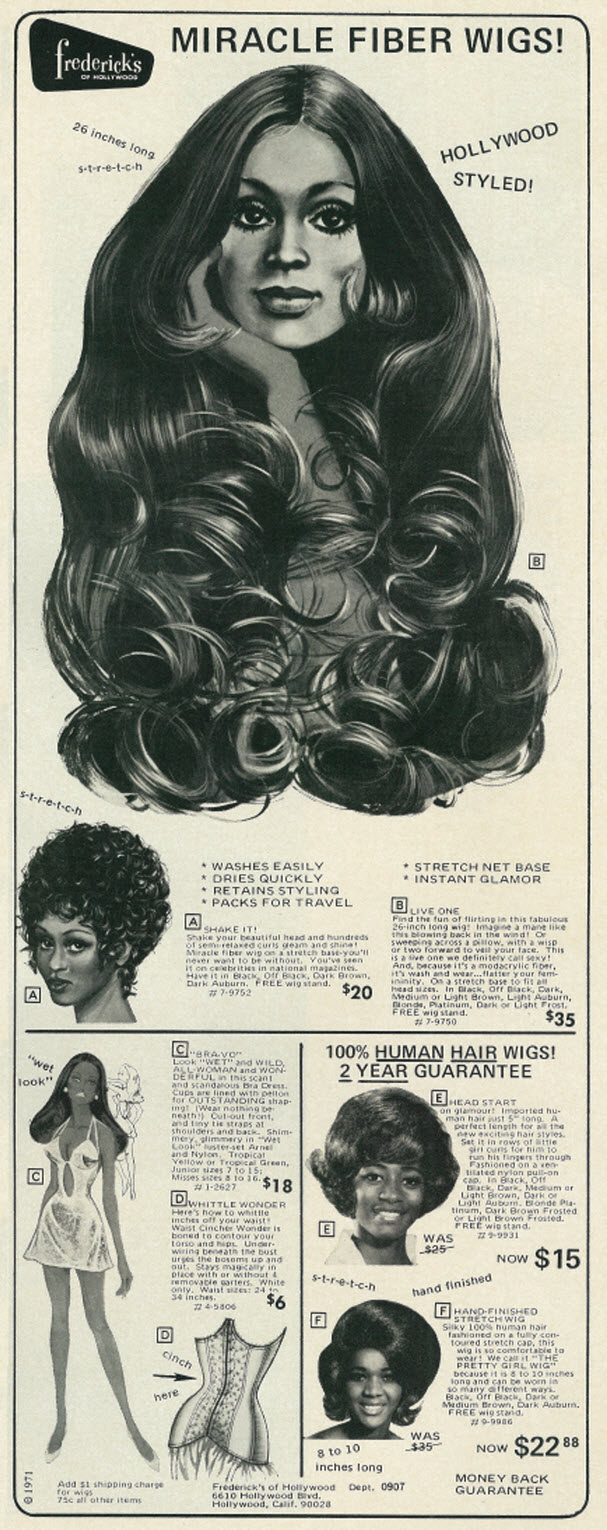 frederick's
OF HOLLYWOOD
MIRACLE FIBER WIGS!
26 inches long
s-t-r-e-t-c-h
HOLLYWOOD
STYLED!
B
s-t-r-e-t-c-h
A
* WASHES EASILY
* DRIES QUICKLY
* RETAINS STYLING
* PACKS FOR TRAVEL
* STRETCH NET BASE
* INSTANT GLAMOR
A SHAKE IT!
Shake your beautiful head and hundreds
of semi-relaxed curls gleam and shine!
Miracle fiber wig on a stretch base-you'll
never want to be without. You've seen
it on celebrities in national magazines.
Have it in Black, Off Black, Dark Brown,
Dark Auburn. FREE wig stand.
# 7-9752 $20
B LIVE ONE
Find the fun of flirting in this fabulous
26-inch long wig! Imagine a mane like
this blowing back in the wind! Or
sweeping across a pillow, with a wisp
or two forward to veil your face. This
is a live one we definitely call sexy!
And, because it's a modacrylic fiber,
it's wash and wear... flatter your fem-
ininity. On a stretch base to fit all
head sizes. In Black, Off Black, Dark,
Medium or Light Brown, Light Auburn,
Blonde, Platinum, Dark or Light Frost.
FREE wig stand.
# 7-9750 $35
"wet
look"
C
C "BRA-VO"
Look "WET" and WILD,
ALL-WOMAN and WON-
DERFUL in this scant
and scandalous Bra Dress.
Cups are lined with pellon
for OUTSTANDING shap-
ing! (Wear nothing be-
neath!) Cut-out front,
and tiny tie straps at
shoulders and back. Shim-
mery, glimmery in "Wet
Look" luster-set Arnel
and Nylon. Tropical
Yellow or Tropical Green,
Junior sizes 7 to 15;
Misses sizes 8 to 16.
# 1-2627 $18
D WHITTLE WONDER
Here's how to whittle
inches off your waist!
Waist Cincher Wonder is
boned to contour your
torso and hips. Under-
wiring beneath the bust
urges the bosoms up and
out. Stays magically in
place with or without 4
removable garters. White
only. Waist sizes: 24 to
34 inches.
# 4-5806 $6
D
cinch
here
100% HUMAN HAIR WIGS!
2 YEAR GUARANTEE
E HEAD START
on glamour! Imported hu-
man hair just 5" long. A
perfect length for all the
new exciting hair styles.
Set it in rows of little
girl curls for him to
run his fingers through
Fashioned on a ven-
tilated nylon pull-on
cap. In Black, Off
Black, Dark, Medium or
Light Brown, Dark or
Light Auburn, Blonde Pla-
tinum, Dark Brown Frosted
or Light Brown Frosted.
FREE wig stand.
# 9-9931
E
WAS
$25
NOW $15
s-t-r-e-t-c-h
hand finished
F
F HAND-FINISHED
STRETCH WIG
Silky 100% human hair
fashioned on a fully con-
toured stretch cap, this
wig is so comfortable to
wear! We call it "THE
PRETTY GIRL WIG"
because it is 8 to 10 inches
long and can be worn in
so many different ways.
Black, Off Black, Dark or
Medium Brown, Dark Auburn.
FREE wig stand.
# 9-9986
WAS
$35
NOW $22 88
8 to 10
inches long
MONEY BACK
GUARANTEE
© 1971
Add $1 shipping charge
for wigs
75c all other items
Frederick's of Hollywood Dept. 0907
6610 Hollywood Blvd.
Hollywood, Calif. 90028